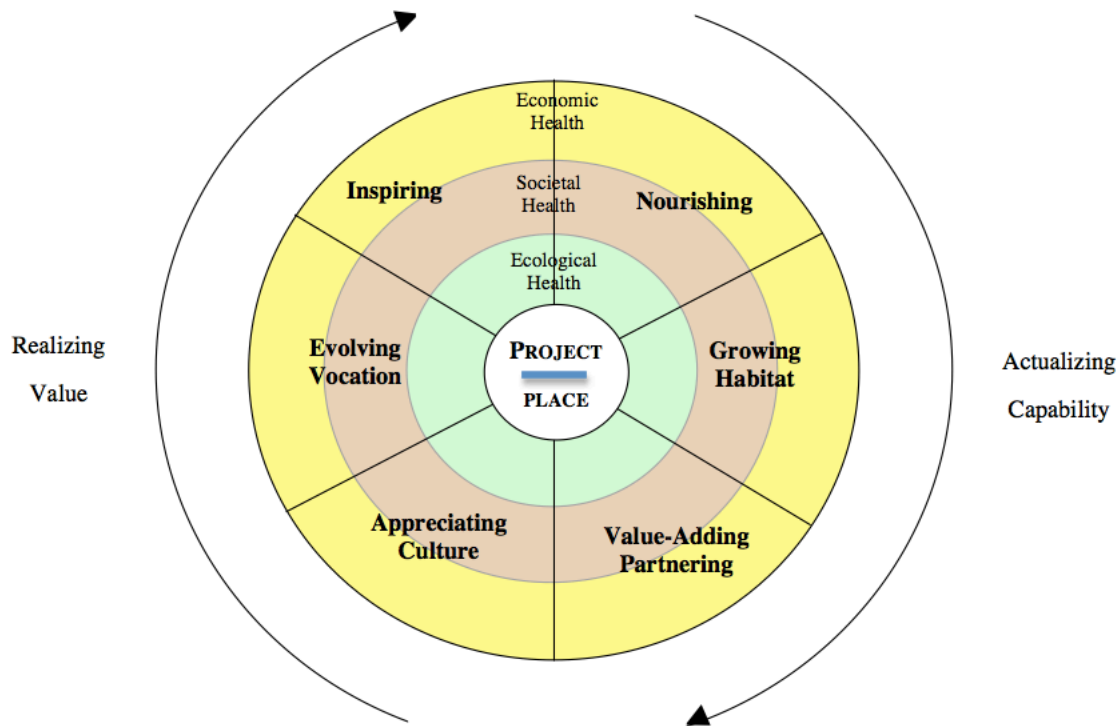 Economic
Health
Societal
Health
Inspiring
Nourishing
Ecological
Health
Realizing
Value
Evolving
Vocation
PROJECT
PLACE
Growing
Habitat
Actualizing
Capability
Appreciating
Culture
Value-Adding
Partnering